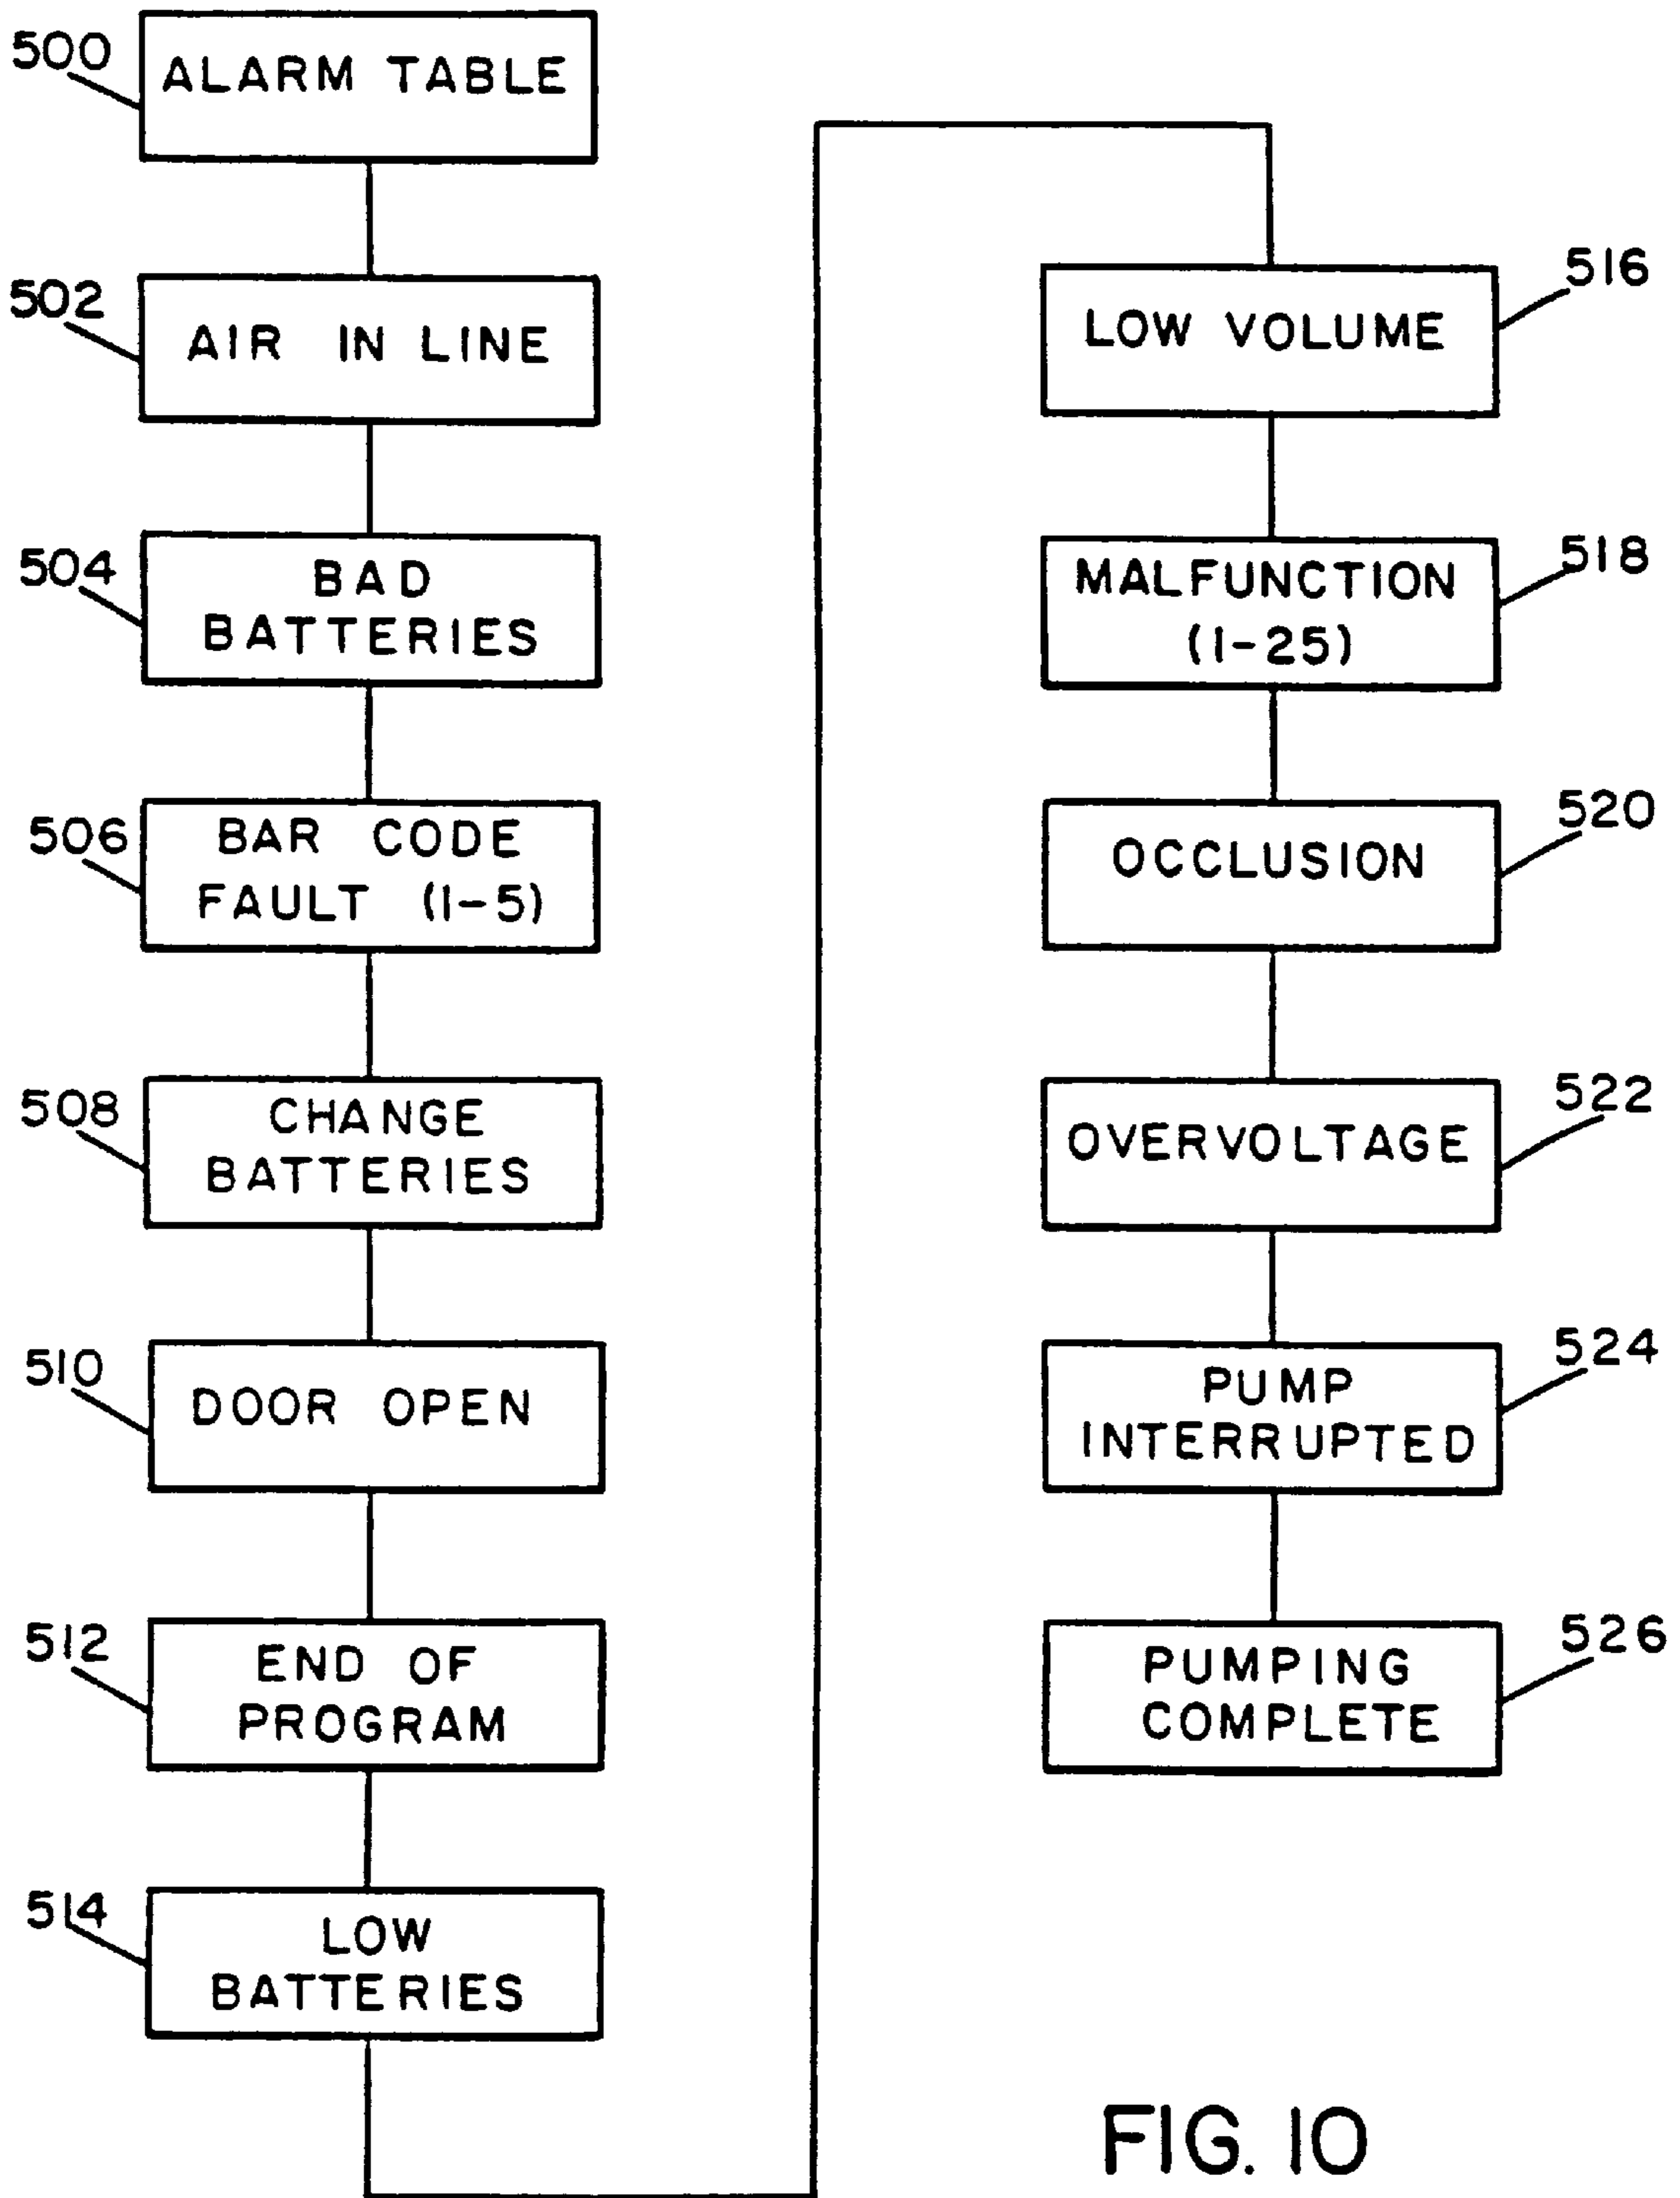 500
ALARM TABLE
502
AIR IN LINE
504
BAD
BATTERIES
506
BAR CODE
FAULT (1-5)
508
CHANGE
BATTERIES
510
DOOR OPEN
512
END OF
PROGRAM
514
LOW
BATTERIES
516
LOW VOLUME
518
MALFUNCTION
(1-25)
520
OCCLUSION
522
OVERVOLTAGE
524
PUMP
INTERRUPTED
526
PUMPING
COMPLETE
FIG. 10